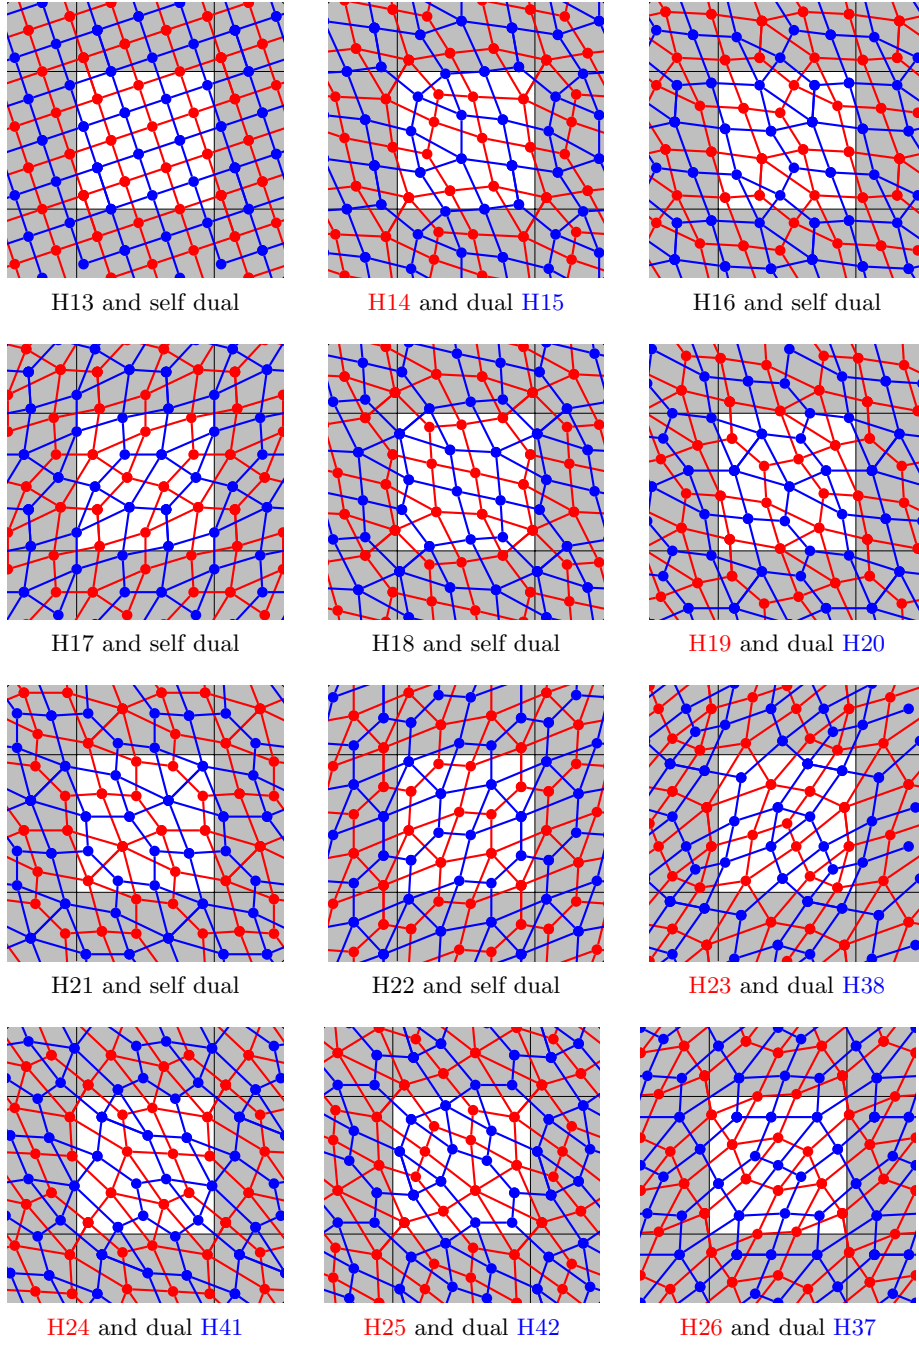 H13 and self dual H14 and dual H15 H16 and self dual
H17 and self dual H18 and self dual H19 and dual H20
H21 and self dual H22 and self dual H23 and dual H38
H24 and dual H41 H25 and dual H42 H26 and dual H37